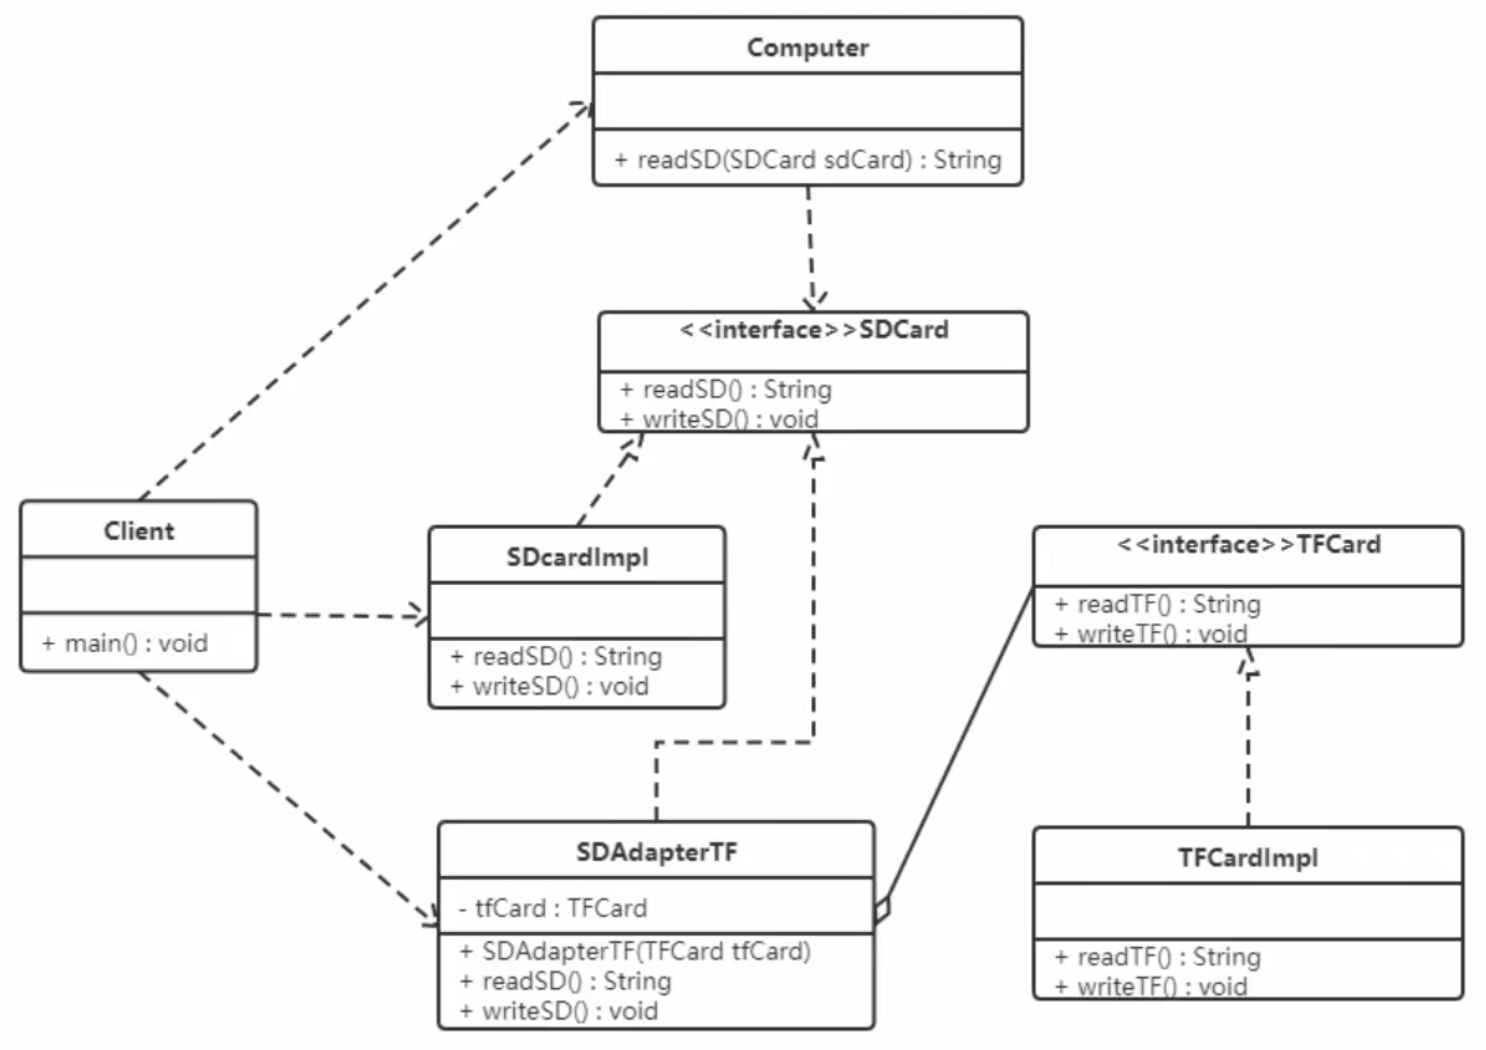 Computer
+ readSD(SDCard sdCard) : String
<<interface>>SDCard
+ readSD() : String
+ writeSD() : void
Client
+ main() : void
SDcardImpl
+ readSD() : String
+ writeSD() : void
<<interface>>TFCard
+ readTF() : String
+ writeTF() : void
SDAdapterTF
- tfCard : TFCard
+ SDAdapterTF(TFCard tfCard)
+ readSD() : String
+ writeSD() : void
TFCardImpl
+ readTF() : String
+ writeTF() : void